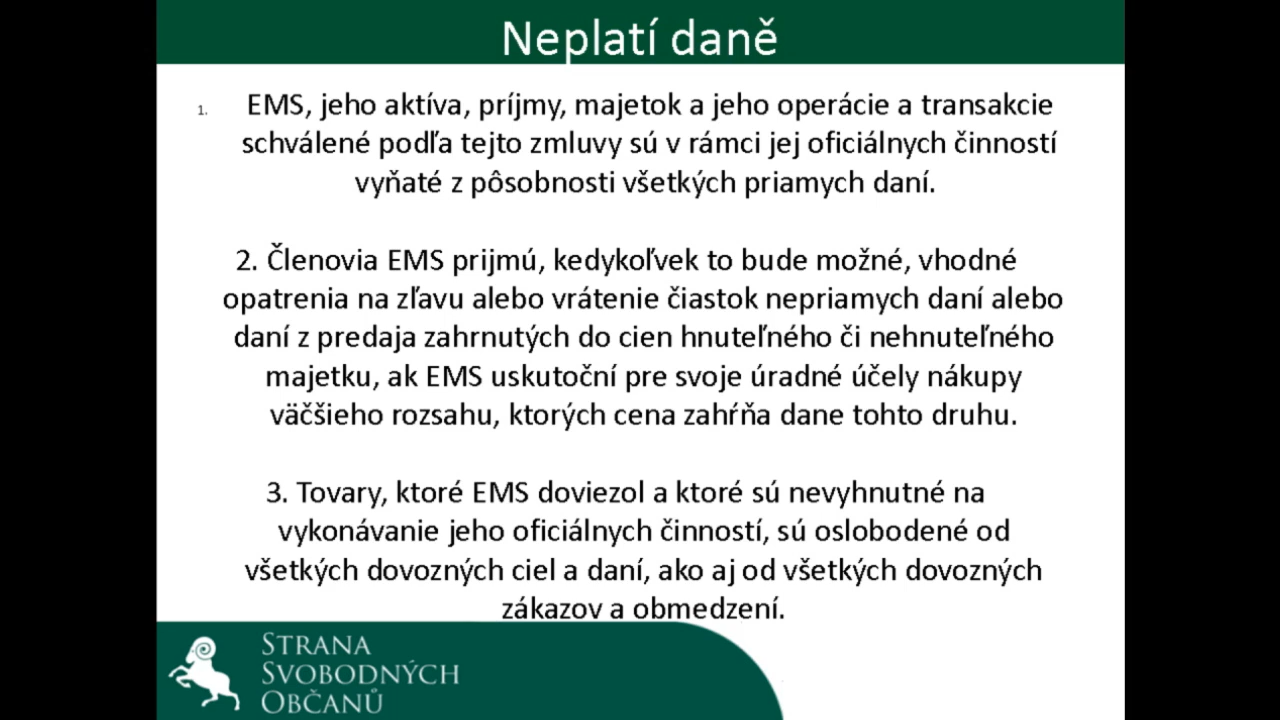 Neplatí daně
1. EMS, jeho aktíva, príjmy, majetok a jeho operácie a transakcie
schválené podľa tejto zmluvy sú v rámci jej oficiálnych činností
vyňaté z pôsobnosti všetkých priamych daní.
2. Členovia EMS prijmú, kedykoľvek to bude možné, vhodné
opatrenia na zľavu alebo vrátenie čiastok nepriamych daní alebo
daní z predaja zahrnutých do cien hnuteľného či nehnuteľného
majetku, ak EMS uskutoční pre svoje úradné účely nákupy
väčšieho rozsahu, ktorých cena zahŕňa dane tohto druhu.
3. Tovary, ktoré EMS doviezol a ktoré sú nevyhnutné na
vykonávanie jeho oficiálnych činností, sú oslobodené od
všetkých dovozných ciel a daní, ako aj od všetkých dovozných
zákazov a obmedzení.
STRANA
SVOBODNÝCH
OBČANŮ